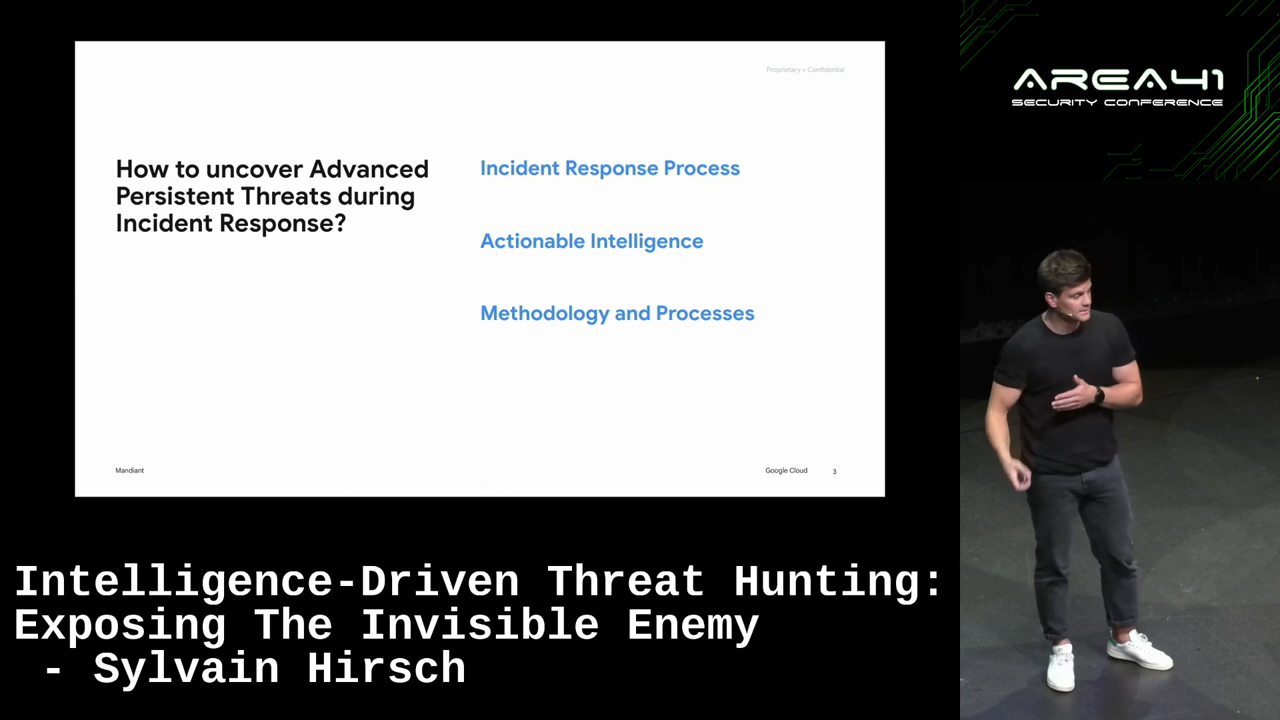 Proprietary + Confidential
How to uncover Advanced
Persistent Threats during
Incident Response?
Incident Response Process
Actionable Intelligence
Methodology and Processes
Mandiant
Google Cloud
3
AREA41
SECURITY CONFERENCE
Intelligence-Driven Threat Hunting:
Exposing The Invisible Enemy
- Sylvain Hirsch